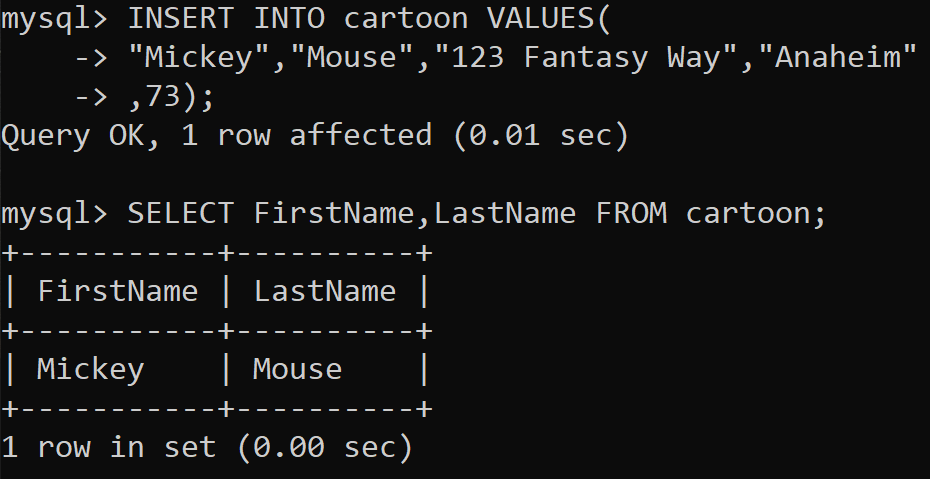 mysql> INSERT INTO cartoon VALUES(
    -> "Mickey","Mouse","123 Fantasy Way","Anaheim"
    -> ,73);
Query OK, 1 row affected (0.01 sec)

mysql> SELECT FirstName,LastName FROM cartoon;
+-----------+----------+
| FirstName | LastName |
+-----------+----------+
| Mickey    | Mouse    |
+-----------+----------+
1 row in set (0.00 sec)